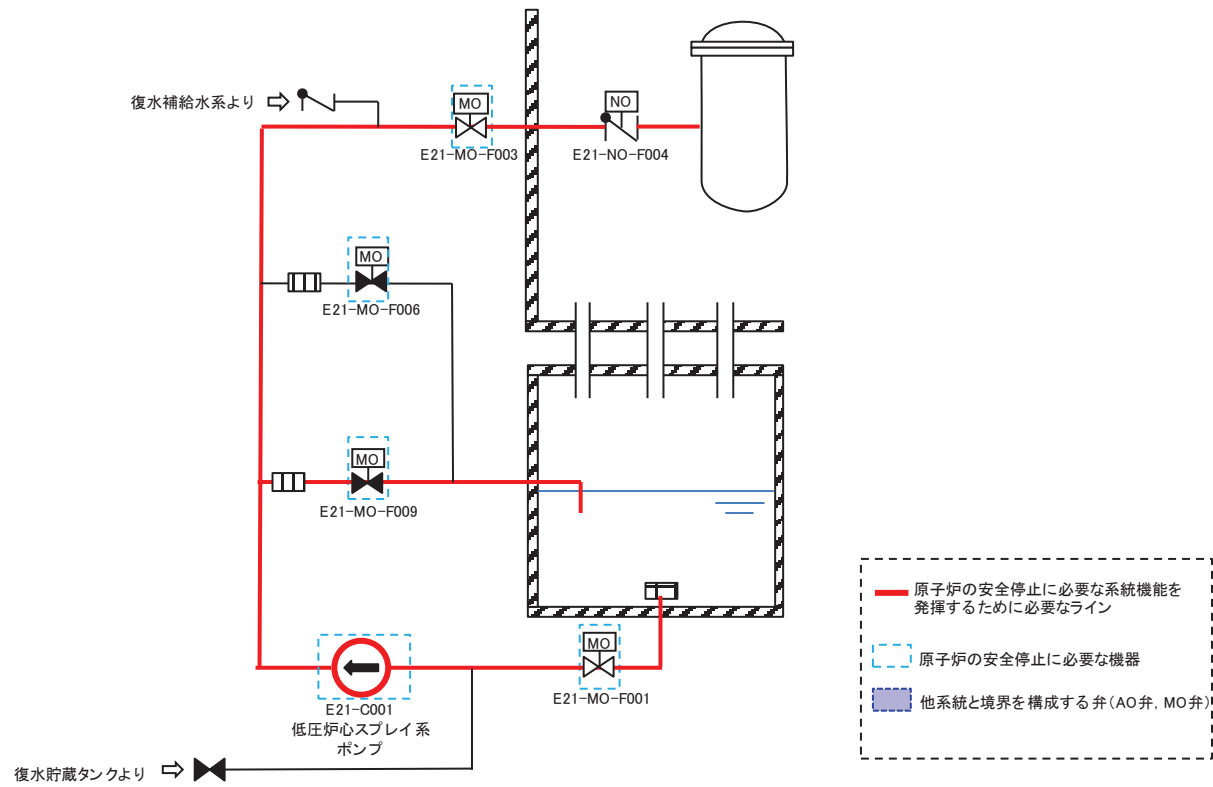 復水補給水系より
MO
E21-MO-F003
NO
E21-NO-F004
MO
E21-MO-F006
MO
E21-MO-F009
MO
E21-MO-F001
E21-C001
低圧炉心スプレイ系
ポンプ
復水貯蔵タンクより
原子炉の安全停止に必要な系統機能を
発揮するために必要なライン
原子炉の安全停止に必要な機器
他系統と境界を構成する弁(AO弁, MO弁)